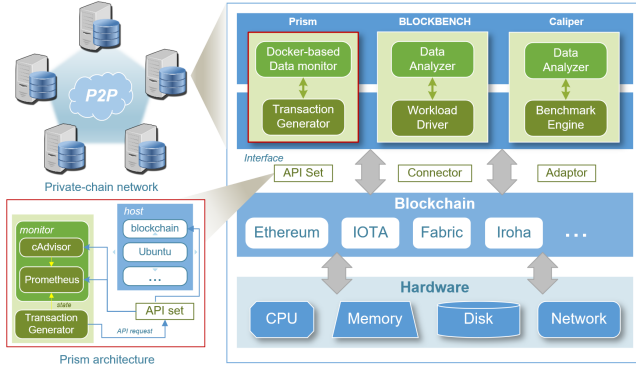 P2P
Private-chain network
Prism
BLOCKBENCH
Caliper
Docker-based
Data monitor
Data
Analyzer
Data
Analyzer
Transaction
Generator
Workload
Driver
Benchmark
Engine
Interface
API Set
Connector
Adaptor
Blockchain
Ethereum
IOTA
Fabric
Iroha
...
Hardware
CPU
Memory
Disk
Network
monitor
cAdvisor
Prometheus
state
Transaction
Generator
host
blockchain
Ubuntu
...
API set
API request
Prism architecture